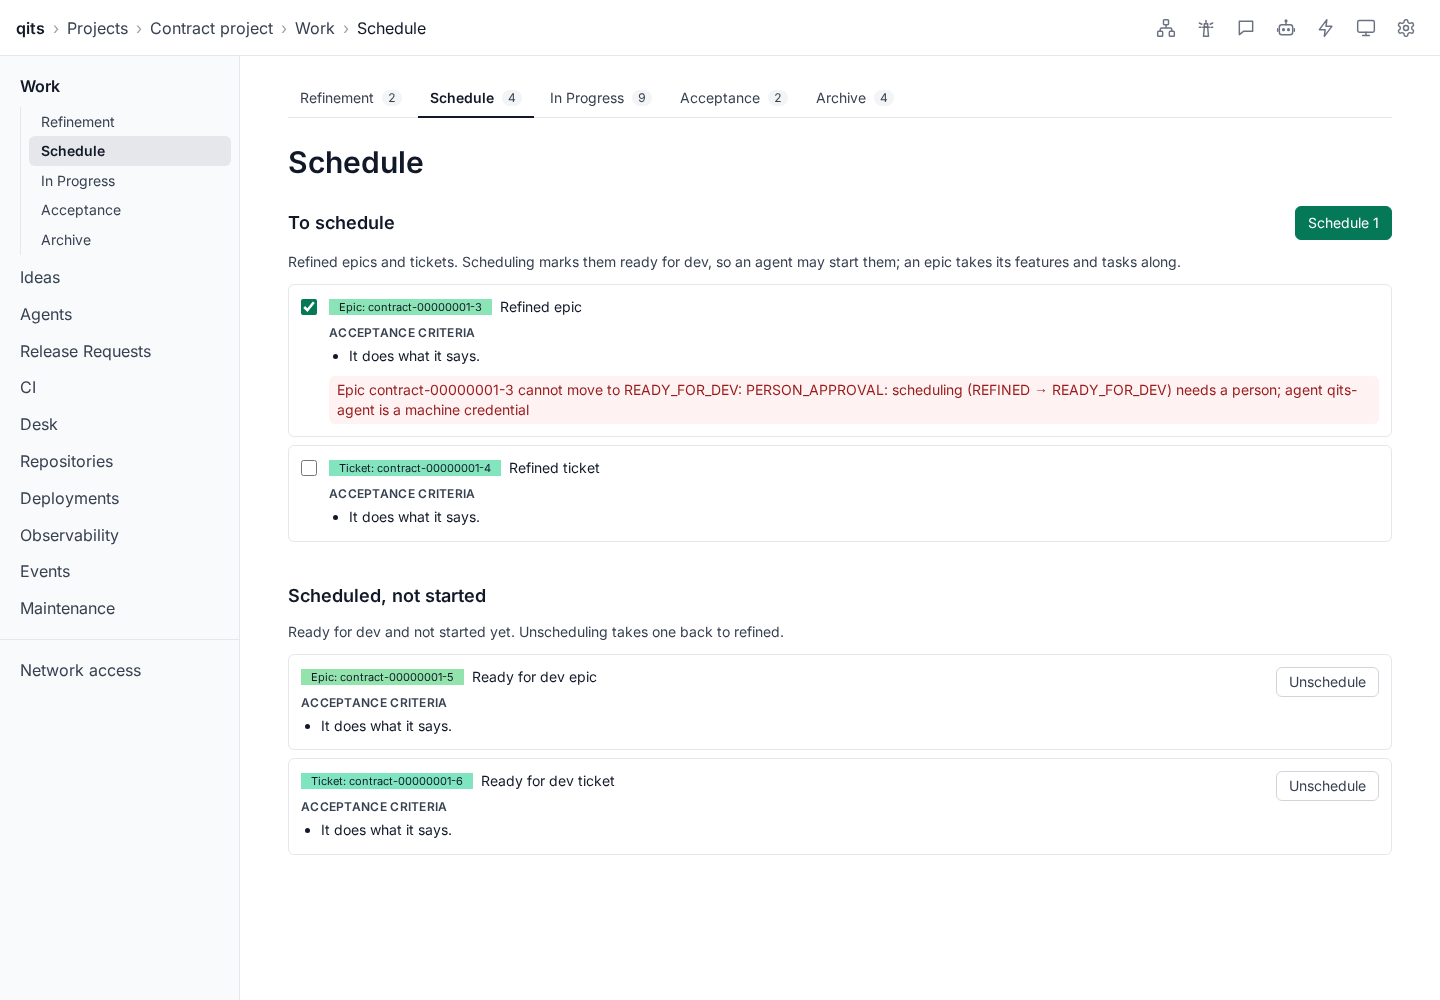 qits › Projects › Contract project › Work › Schedule
Work
Refinement
Schedule
In Progress
Acceptance
Archive
Ideas
Agents
Release Requests
CI
Desk
Repositories
Deployments
Observability
Events
Maintenance
Network access
Refinement 2 Schedule 4 In Progress 9 Acceptance 2 Archive 4
Schedule
To schedule
Schedule 1
Refined epics and tickets. Scheduling marks them ready for dev, so an agent may start them; an epic takes its features and tasks along.
Epic: contract-00000001-3 Refined epic
ACCEPTANCE CRITERIA
• It does what it says.
Epic contract-00000001-3 cannot move to READY_FOR_DEV: PERSON_APPROVAL: scheduling (REFINED → READY_FOR_DEV) needs a person; agent qits-
agent is a machine credential
Ticket: contract-00000001-4 Refined ticket
ACCEPTANCE CRITERIA
• It does what it says.
Scheduled, not started
Ready for dev and not started yet. Unscheduling takes one back to refined.
Epic: contract-00000001-5 Ready for dev epic
Unschedule
ACCEPTANCE CRITERIA
• It does what it says.
Ticket: contract-00000001-6 Ready for dev ticket
Unschedule
ACCEPTANCE CRITERIA
• It does what it says.